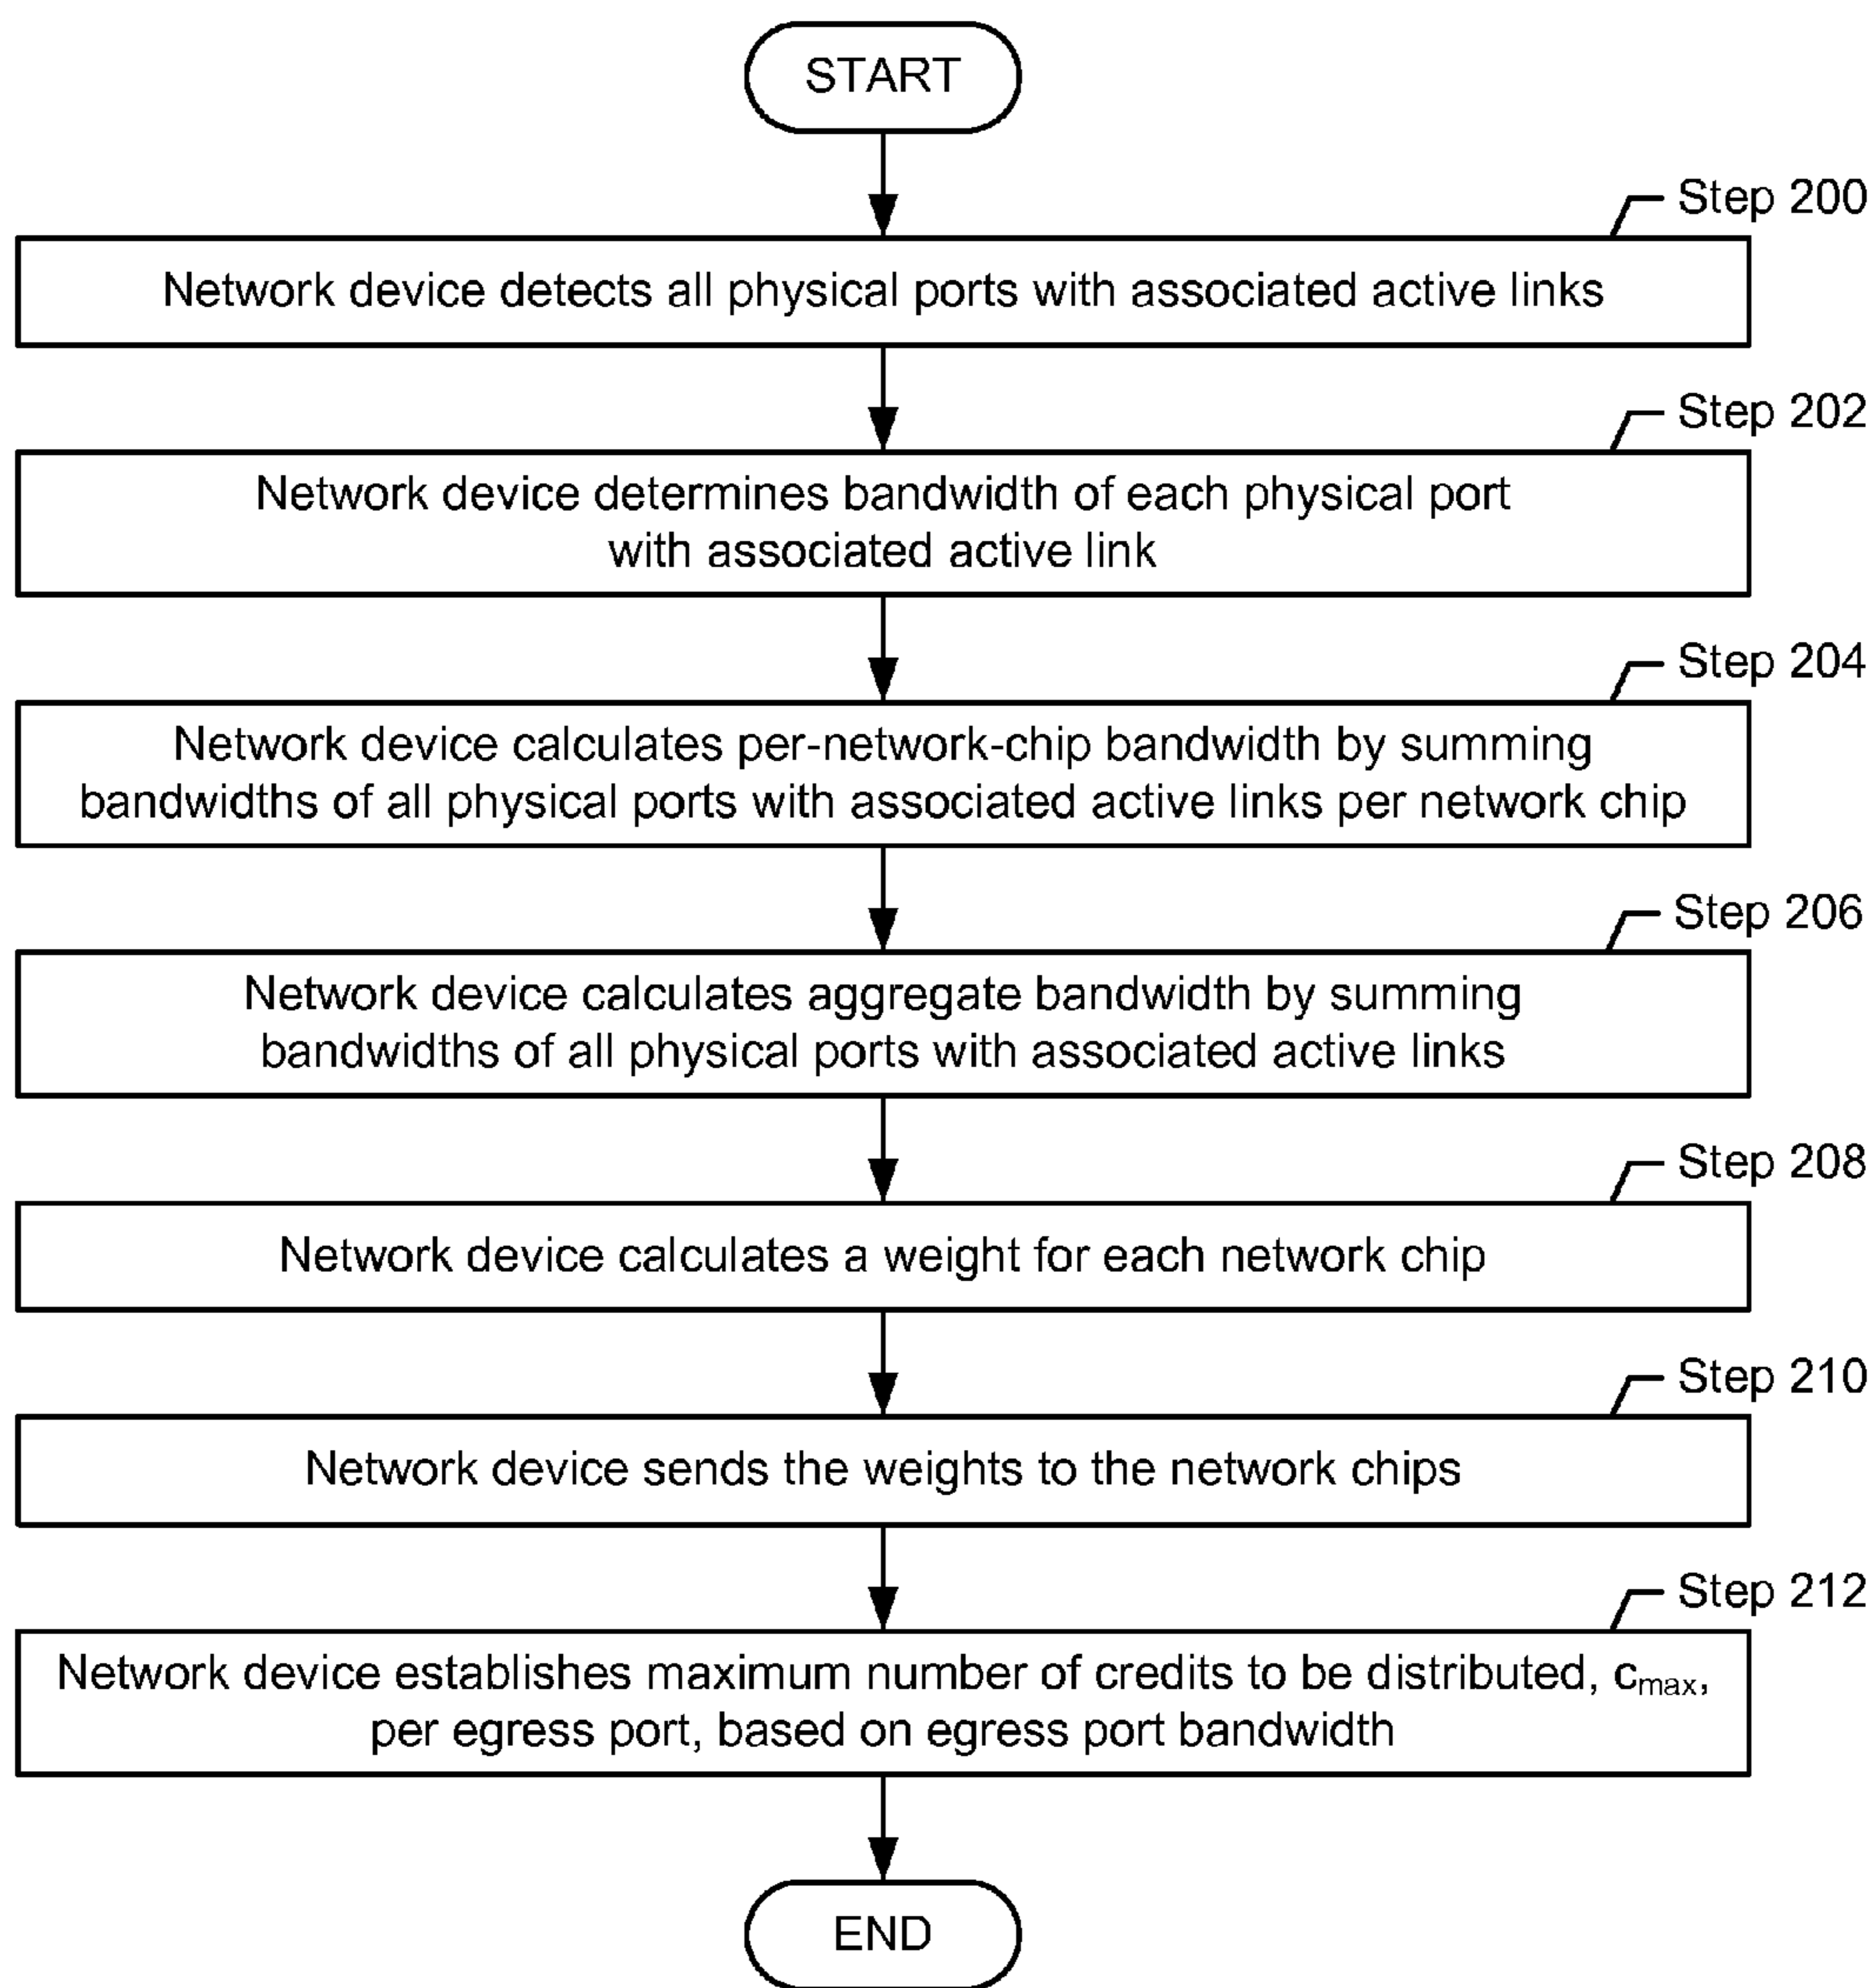 START
Step 200
Network device detects all physical ports with associated active links
Step 202
Network device determines bandwidth of each physical port
with associated active link
Step 204
Network device calculates per-network-chip bandwidth by summing
bandwidths of all physical ports with associated active links per network chip
Step 206
Network device calculates aggregate bandwidth by summing
bandwidths of all physical ports with associated active links
Step 208
Network device calculates a weight for each network chip
Step 210
Network device sends the weights to the network chips
Step 212
Network device establishes maximum number of credits to be distributed, cmax,
per egress port, based on egress port bandwidth
END